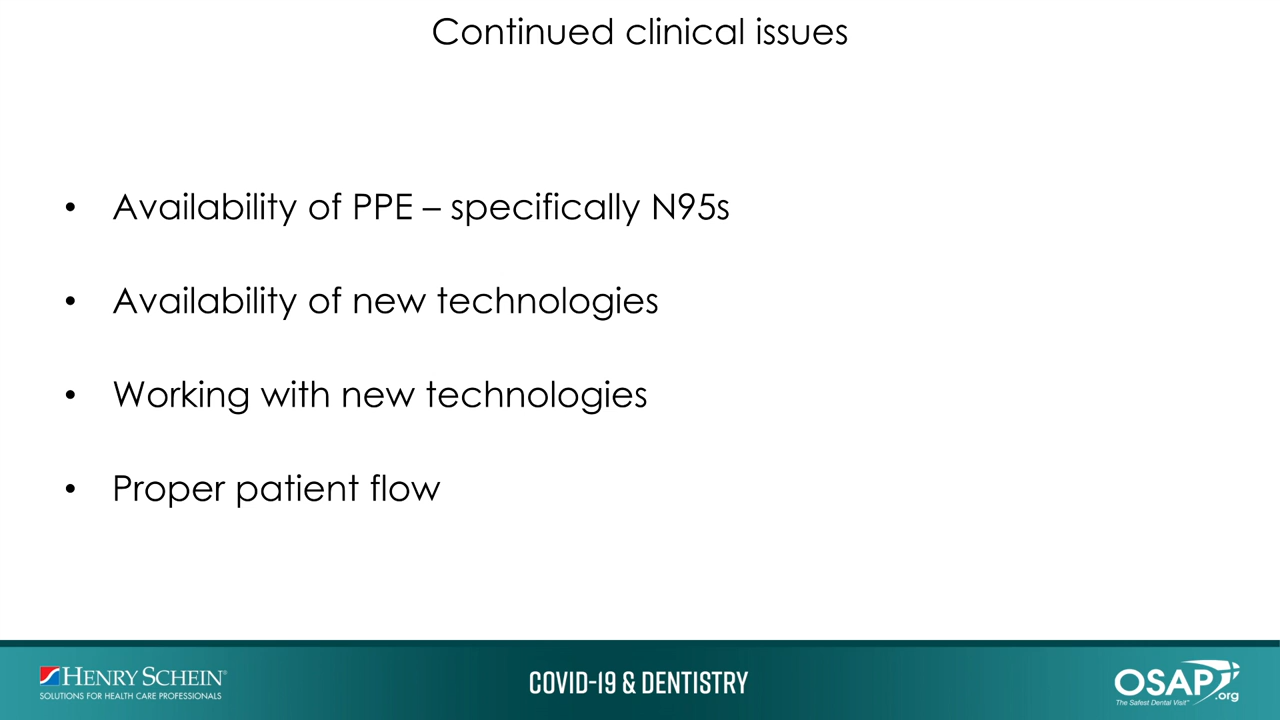 Continued clinical issues
• Availability of PPE – specifically N95s
• Availability of new technologies
• Working with new technologies
• Proper patient flow
HENRY SCHEIN®
SOLUTIONS FOR HEALTH CARE PROFESSIONALS
COVID-19 & DENTISTRY
OSAP.org
The Safest Dental Visit™